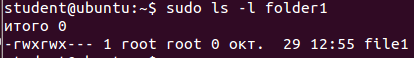 student@ubuntu:~$ sudo ls -l folder1
итого 0
-rwxrwx--- 1 root root 0 окт.  29 12:55 file1